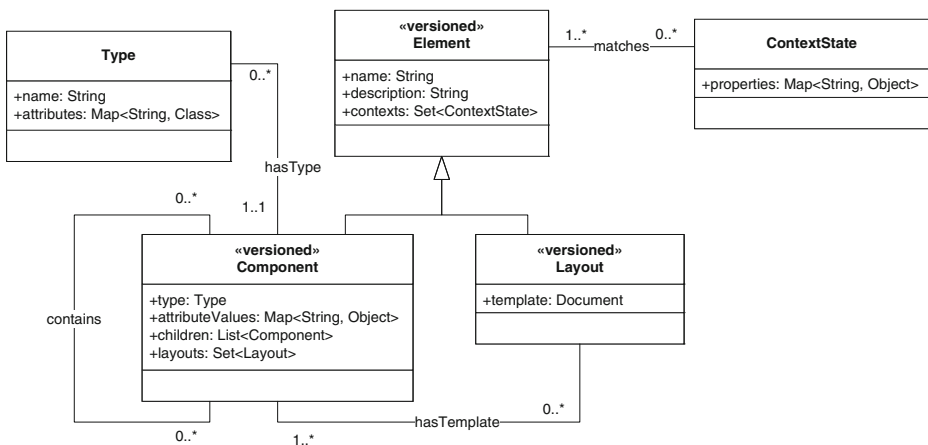 Type
+name: String
+attributes: Map<String, Class>
0..*
hasType
1..1
«versioned»
Element
+name: String
+description: String
+contexts: Set<ContextState>
1..*
matches
0..*
ContextState
+properties: Map<String, Object>
0..*
contains
0..*
«versioned»
Component
+type: Type
+attributeValues: Map<String, Object>
+children: List<Component>
+layouts: Set<Layout>
«versioned»
Layout
+template: Document
1..*
hasTemplate
0..*